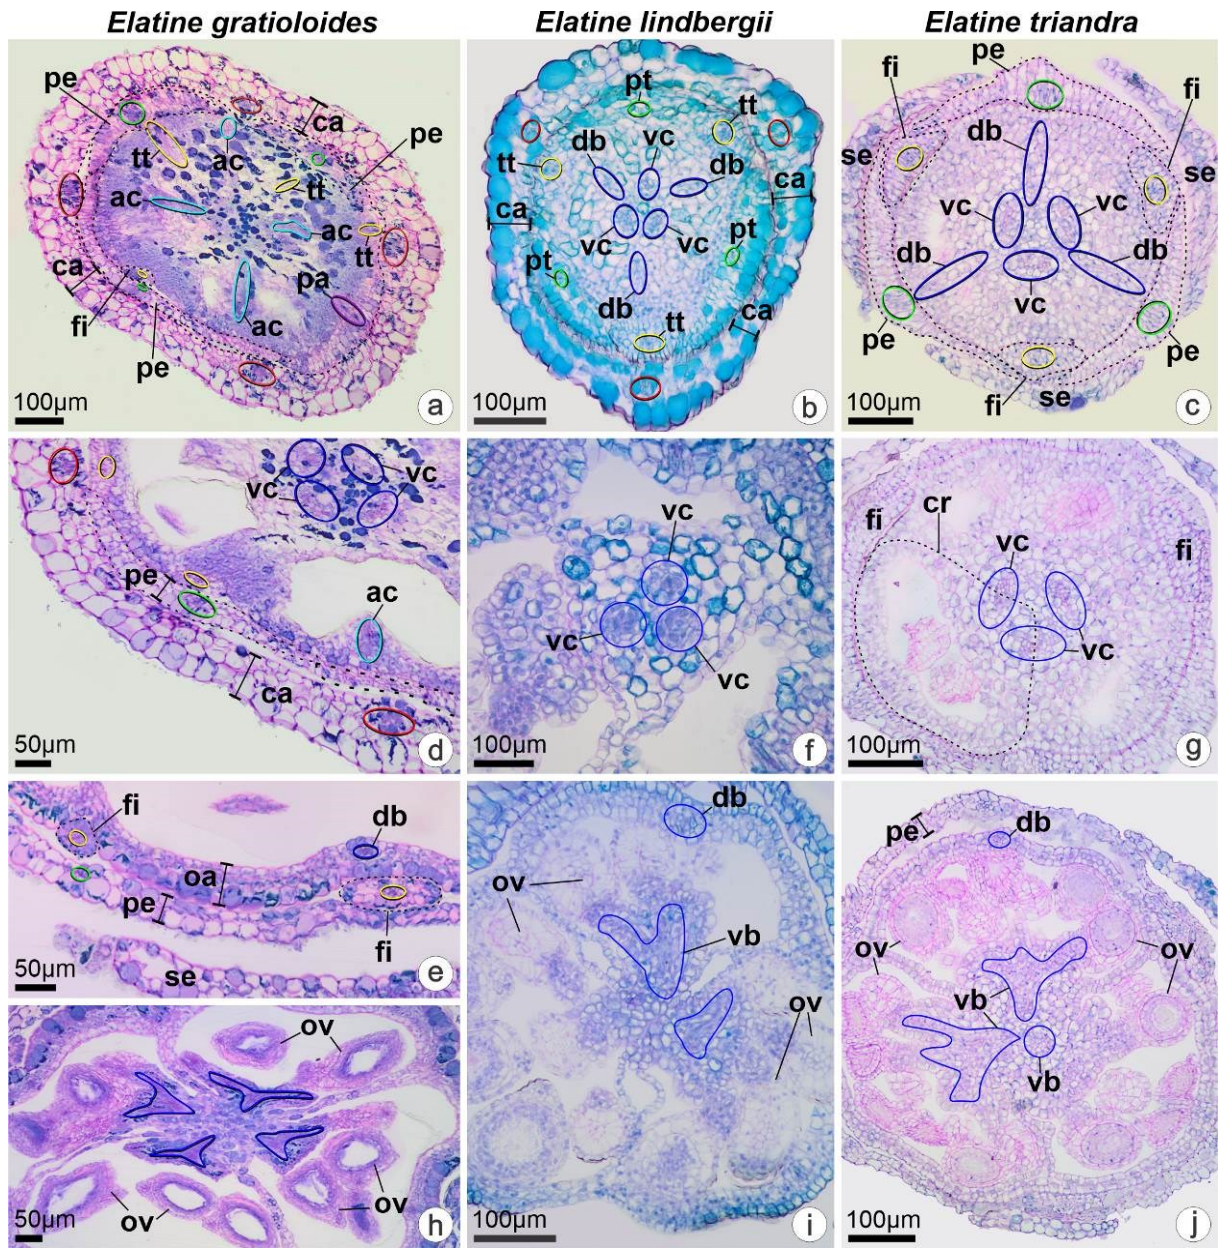 Elatine gratioloides
Elatine lindbergii
Elatine triandra
pe
ca
pe
tt
ac
tt
ac
ac
tt
ca
pa
fi
ac
pe
100µm
a
pt
tt
vc
db
db
tt
ca
ca
vc
vc
pt
pt
db
ca
tt
100µm
b
pe
fi
fi
db
se
se
vc
vc
db
db
vc
pe
pe
se
fi
100µm
c
vc
vc
pe
ac
ca
50µm
d
vc
vc
vc
100µm
f
fi
cr
vc
fi
vc
100µm
g
fi
db
oa
pe
fi
se
50µm
e
ov
ov
ov
50µm
h
db
ov
vb
ov
100µm
i
pe
db
ov
ov
vb
vb
100µm
j